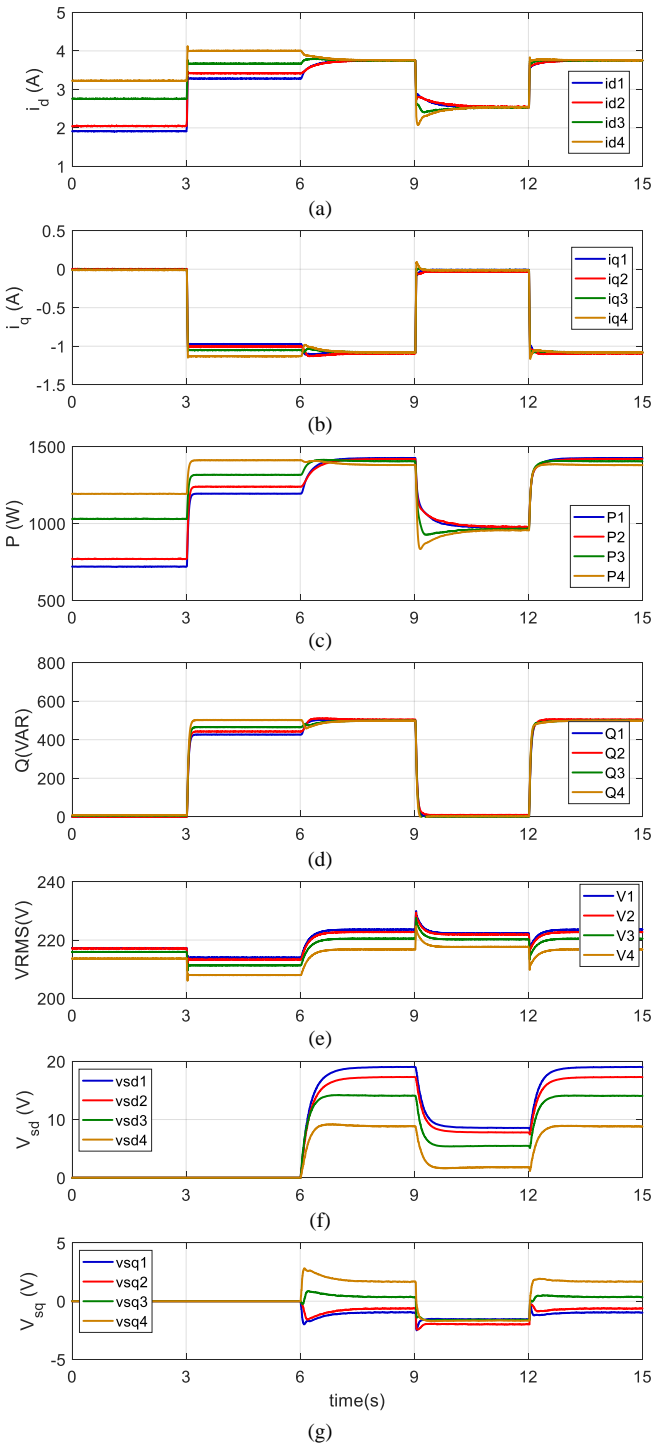 5
4
3
2
1
i_d (A)
id1
id2
id3
id4
0 3 6 9 12 15
(a)
0.5
0
-0.5
-1
-1.5
i_q (A)
iq1
iq2
iq3
iq4
0 3 6 9 12 15
(b)
1500
1000
500
P (W)
P1
P2
P3
P4
0 3 6 9 12 15
(c)
800
600
400
200
0
Q(VAR)
Q1
Q2
Q3
Q4
0 3 6 9 12 15
(d)
240
220
200
VRMS(V)
V1
V2
V3
V4
0 3 6 9 12 15
(e)
20
10
0
V_sd (V)
vsd1
vsd2
vsd3
vsd4
0 3 6 9 12 15
(f)
5
0
-5
V_sq (V)
vsq1
vsq2
vsq3
vsq4
0 3 6 9 12 15
time(s)
(g)